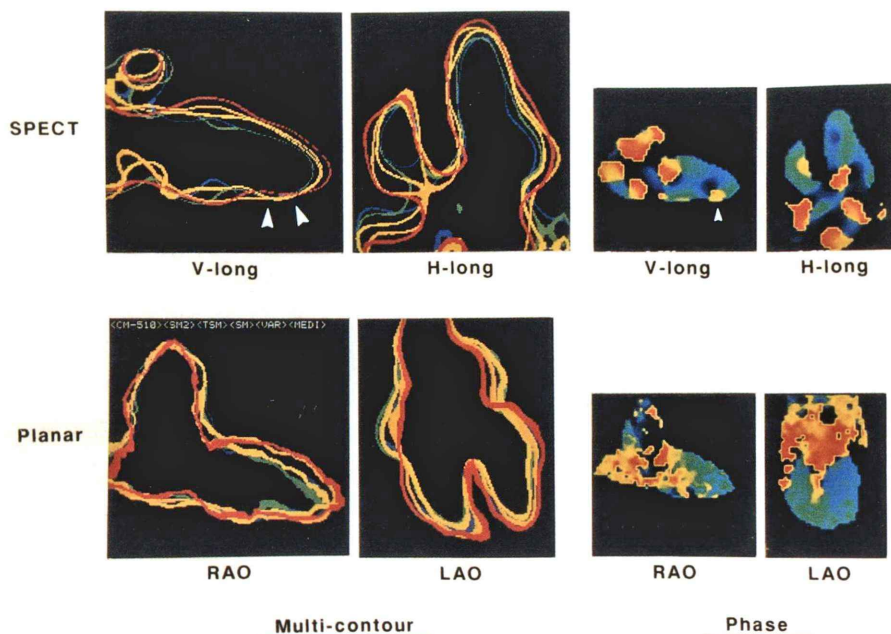 SPECT
V-long
H-long
V-long
H-long
<CM-510><SM2><TSM><SM><VAR><MEDI>
Planar
RAO
LAO
RAO
LAO
Multi-contour
Phase